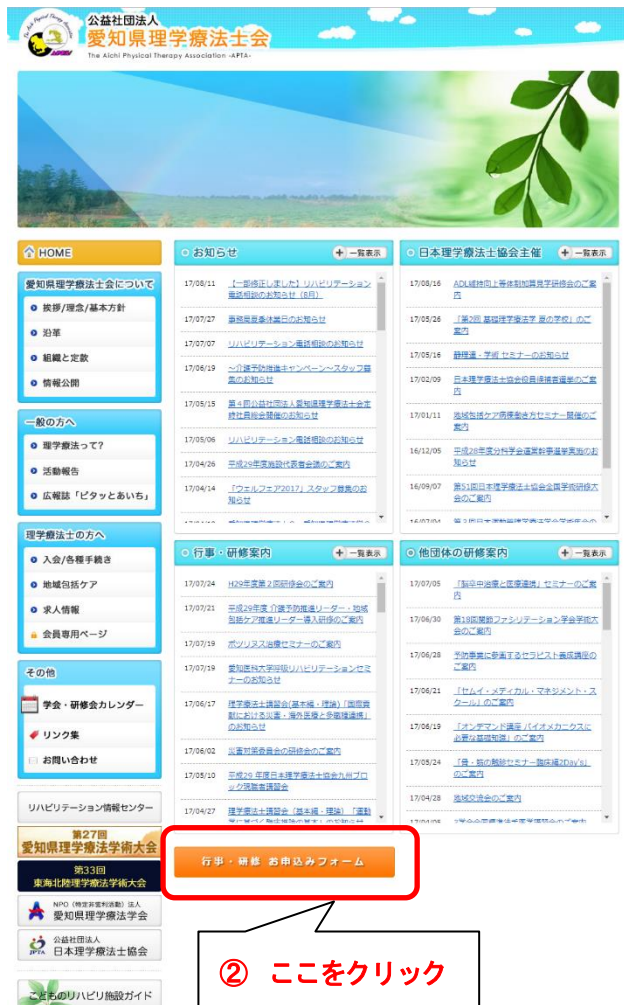 公益社団法人
愛知県理学療法士会
The Aichi Physical Therapy Association -APTA-
HOME
愛知県理学療法士会について
挨拶/理念/基本方針
沿革
組織と定款
情報公開
一般の方へ
理学療法って?
活動報告
広報誌「ピタッとあいち」
理学療法士の方へ
入会/各種手続き
地域包括ケア
求人情報
会員専用ページ
その他
学会・研修会カレンダー
リンク集
お問い合わせ
リハビリテーション情報センター
第27回
愛知県理学療法学術大会
第33回
東海北陸理学療法学術大会
NPO（特定非営利活動）法人
愛知県理学療法学会
公益社団法人
日本理学療法士協会
こどものリハビリ施設ガイド
お知らせ
一覧表示
17/08/11 【一部修正しました】リハビリテーション
電話相談のお知らせ（8月）
17/07/27 事務局夏季休業日のお知らせ
17/07/07 リハビリテーション電話相談のお知らせ
17/06/19 ～介護予防推進キャンペーン～スタッフ募
集のお知らせ
17/05/15 第４回公益社団法人愛知県理学療法士会定
時社員総会開催のお知らせ
17/05/06 リハビリテーション電話相談のお知らせ
17/04/26 平成29年度施設代表者会議のご案内
17/04/14 「ウェルフェア2017」スタッフ募集のお
知らせ
日本理学療法士協会主催
一覧表示
17/08/16 ADL維持向上等体制加算見学研修会のご案
内
17/05/26 「第2回 基礎理学療法学 夏の学校」のご
案内
17/05/16 静理連・学術 セミナーのお知らせ
17/02/09 日本理学療法士協会役員候補者選挙のご案
内
17/01/11 地域包括ケア病棟働き方セミナー開催のご
案内
16/12/05 平成28年度分科学会運営幹事選挙実施のお
知らせ
16/09/07 第51回日本理学療法士協会全国学術研修大
会のご案内
行事・研修案内
一覧表示
17/07/24 H29年度第２回研修会のご案内
17/07/21 平成29年度 介護予防推進リーダー・地域
包括ケア推進リーダー導入研修のご案内
17/07/19 ボツリヌス治療セミナーのご案内
17/07/19 愛知医科大学呼吸リハビリテーションセミ
ナーのお知らせ
17/06/17 理学療法士講習会(基本編・理論)「国際貢
献における災害・海外医療と多職種連携」
のお知らせ
17/06/02 災害対策委員会の研修会のご案内
17/05/10 平成29 年度日本理学療法士協会九州ブロ
ック現職者講習会
17/04/27 理学療法士講習会（基本編・理論）「運動
学に基づく臨床推論の基本」のお知らせ
他団体の研修案内
一覧表示
17/07/05 「脳卒中治療と医療連携」セミナーのご案
内
17/06/30 第18回関節ファシリテーション学会学術大
会のご案内
17/06/28 予防事業に参画するセラピスト養成講座の
ご案内
17/06/21 「セムイ・メディカル・マネジメント・ス
クール」のご案内
17/06/19 「オンデマンド講座 バイオメカニクスに
必要な基礎知識」のご案内
17/05/24 「骨・筋の触診セミナー臨床編2Day's」
のご案内
17/04/28 地域交流会のご案内
行事・研修 お申込みフォーム
② ここをクリック